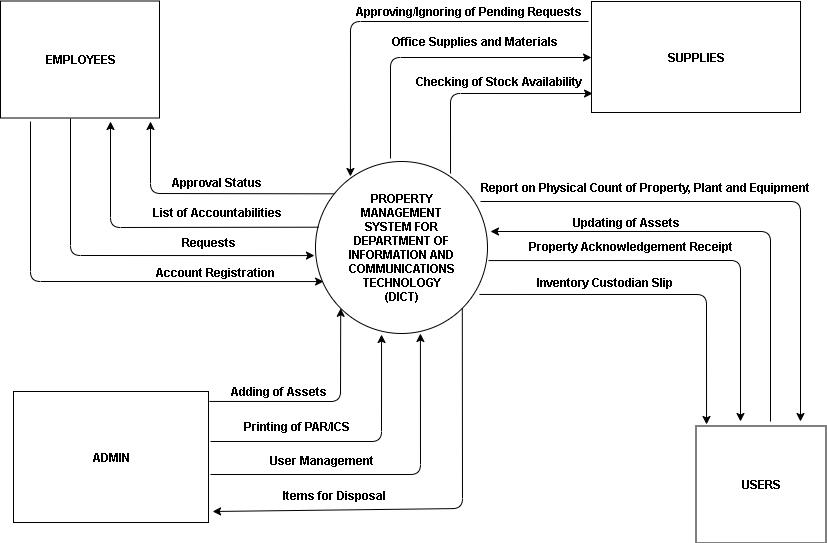 Approving/Ignoring of Pending Requests
Office Supplies and Materials
Checking of Stock Availability
EMPLOYEES
SUPPLIES
Approval Status
List of Accountabilities
Requests
Account Registration
PROPERTY
MANAGEMENT
SYSTEM FOR
DEPARTMENT OF
INFORMATION AND
COMMUNICATIONS
TECHNOLOGY
(DICT)
Report on Physical Count of Property, Plant and Equipment
Updating of Assets
Property Acknowledgement Receipt
Inventory Custodian Slip
Adding of Assets
Printing of PAR/ICS
User Management
Items for Disposal
ADMIN
USERS